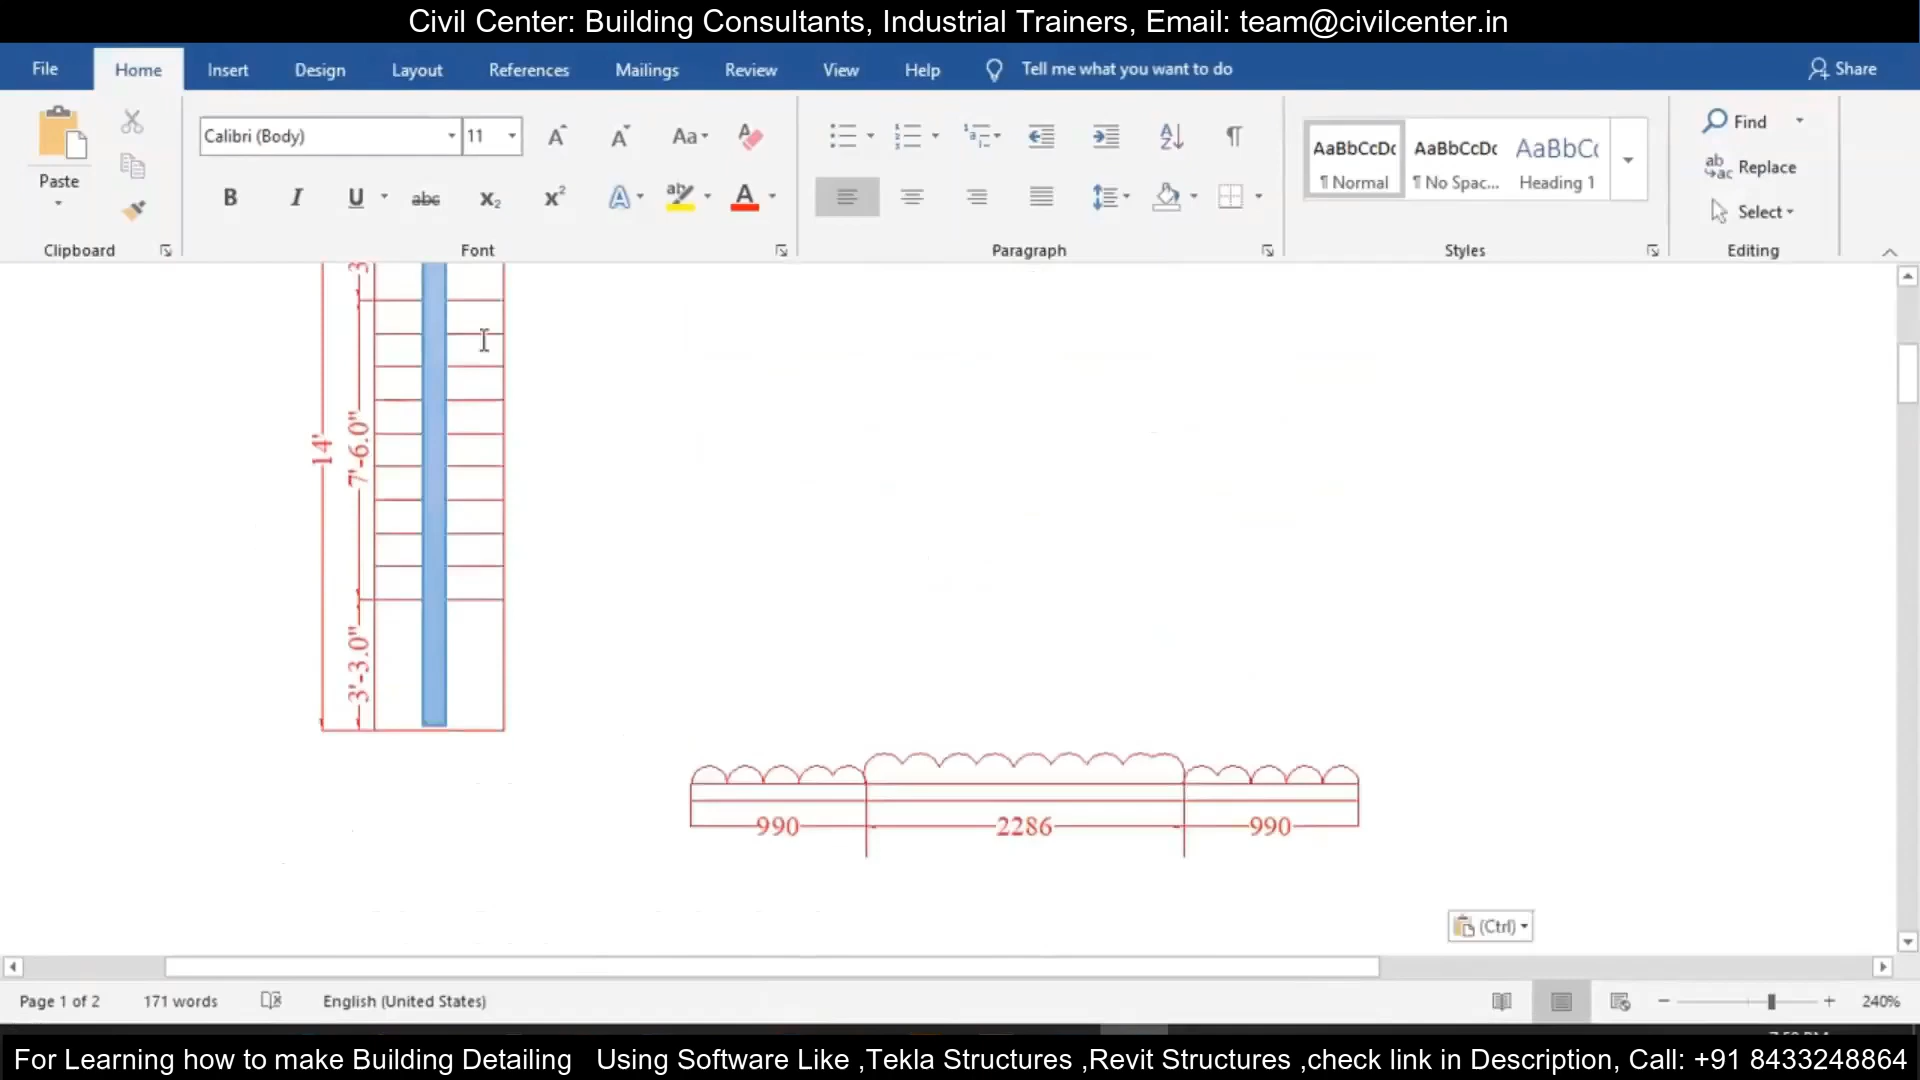 Civil Center: Building Consultants, Industrial Trainers, Email: team@civilcenter.in
File Home Insert Design Layout References Mailings Review View Help Tell me what you want to do Share
Paste
Clipboard
Calibri (Body) 11
Aa
B I U abc X₂ X² A ab A
Font
Paragraph
AaBbCcDc AaBbCcDc AaBbC(
¶ Normal ¶ No Spac... Heading 1
Styles
Find
Replace
Select
Editing
3
14'
7'-6.0"
3'-3.0"
990 2286 990
(Ctrl)
Page 1 of 2 171 words English (United States) 240%
For Learning how to make Building Detailing Using Software Like ,Tekla Structures ,Revit Structures ,check link in Description, Call: +91 8433248864